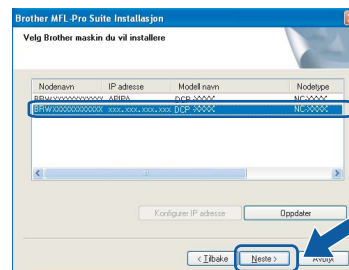 Brother MFL-Pro Suite Installasjon
Velg Brother maskin du vil installere
Nodenavn IP adresse Modell navn Nodetype
BRWXXXXXXXXXXXX APIPA DCP-XXXX NC-XXXX
BRWXXXXXXXXXXXX xxx.xxx.xxx.xxx DCP-XXXX NC-XXXX
Konfigurer IP adresse Oppdater
< Tilbake Neste > Avbryt